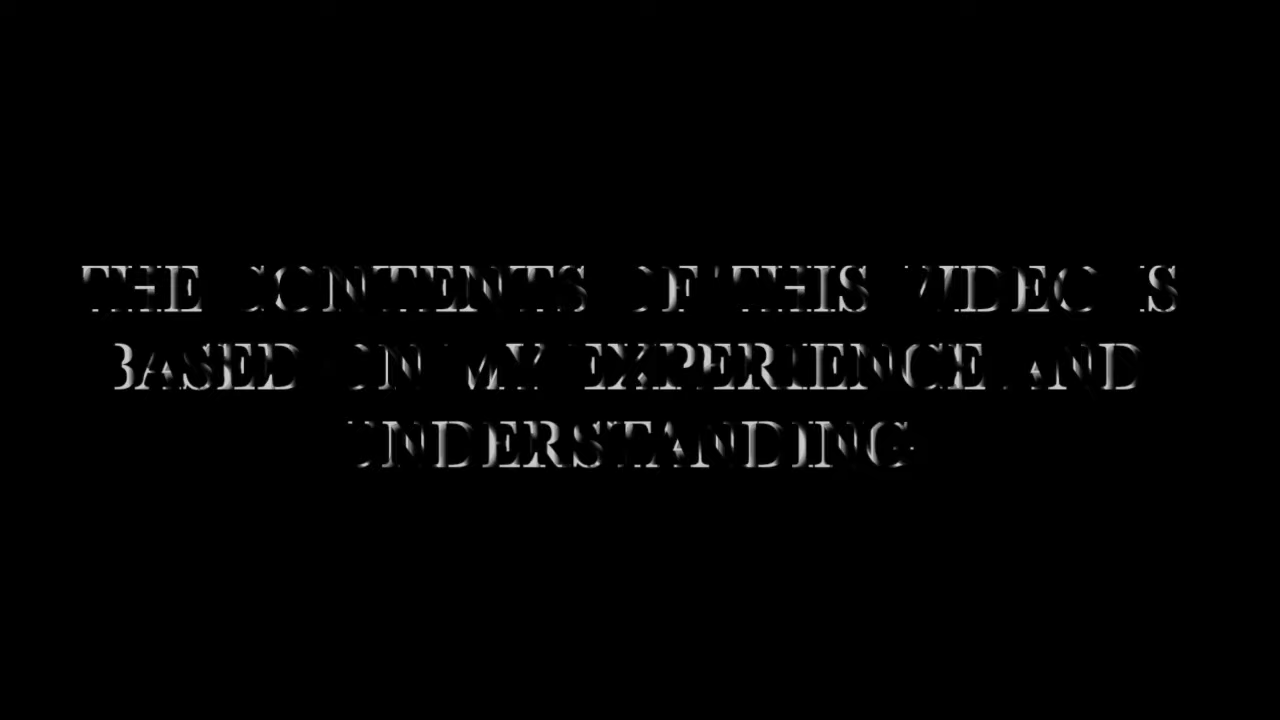 THE CONTENTS OF THIS VIDEO IS
BASED ON MY EXPERIENCE AND
UNDERSTANDING